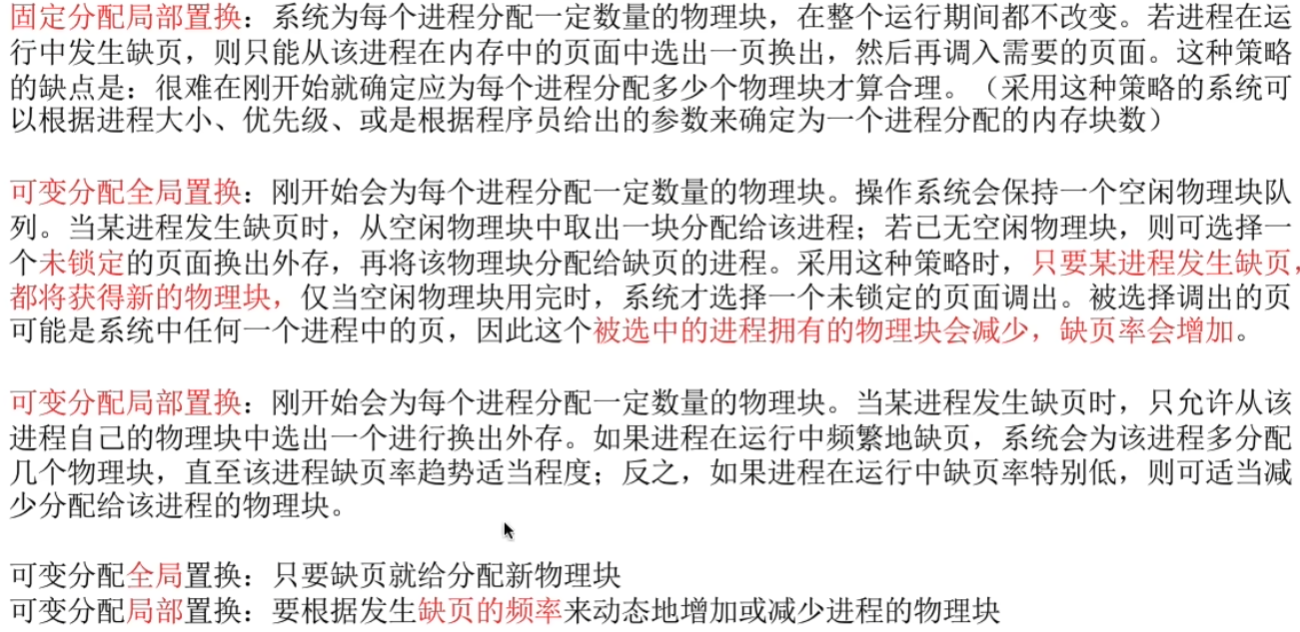 固定分配局部置换：系统为每个进程分配一定数量的物理块，在整个运行期间都不改变。若进程在运
行中发生缺页，则只能从该进程在内存中的页面中选出一页换出，然后再调入需要的页面。这种策略
的缺点是：很难在刚开始就确定应为每个进程分配多少个物理块才算合理。（采用这种策略的系统可
以根据进程大小、优先级、或是根据程序员给出的参数来确定为一个进程分配的内存块数）
可变分配全局置换：刚开始会为每个进程分配一定数量的物理块。操作系统会保持一个空闲物理块队
列。当某进程发生缺页时，从空闲物理块中取出一块分配给该进程；若已无空闲物理块，则可选择一
个未锁定的页面换出外存，再将该物理块分配给缺页的进程。采用这种策略时，只要某进程发生缺页，
都将获得新的物理块，仅当空闲物理块用完时，系统才选择一个未锁定的页面调出。被选择调出的页
可能是系统中任何一个进程中的页，因此这个被选中的进程拥有的物理块会减少，缺页率会增加。
可变分配局部置换：刚开始会为每个进程分配一定数量的物理块。当某进程发生缺页时，只允许从该
进程自己的物理块中选出一个进行换出外存。如果进程在运行中频繁地缺页，系统会为该进程多分配
几个物理块，直至该进程缺页率趋势适当程度；反之，如果进程在运行中缺页率特别低，则可适当减
少分配给该进程的物理块。
可变分配全局置换：只要缺页就给分配新物理块
可变分配局部置换：要根据发生缺页的频率来动态地增加或减少进程的物理块